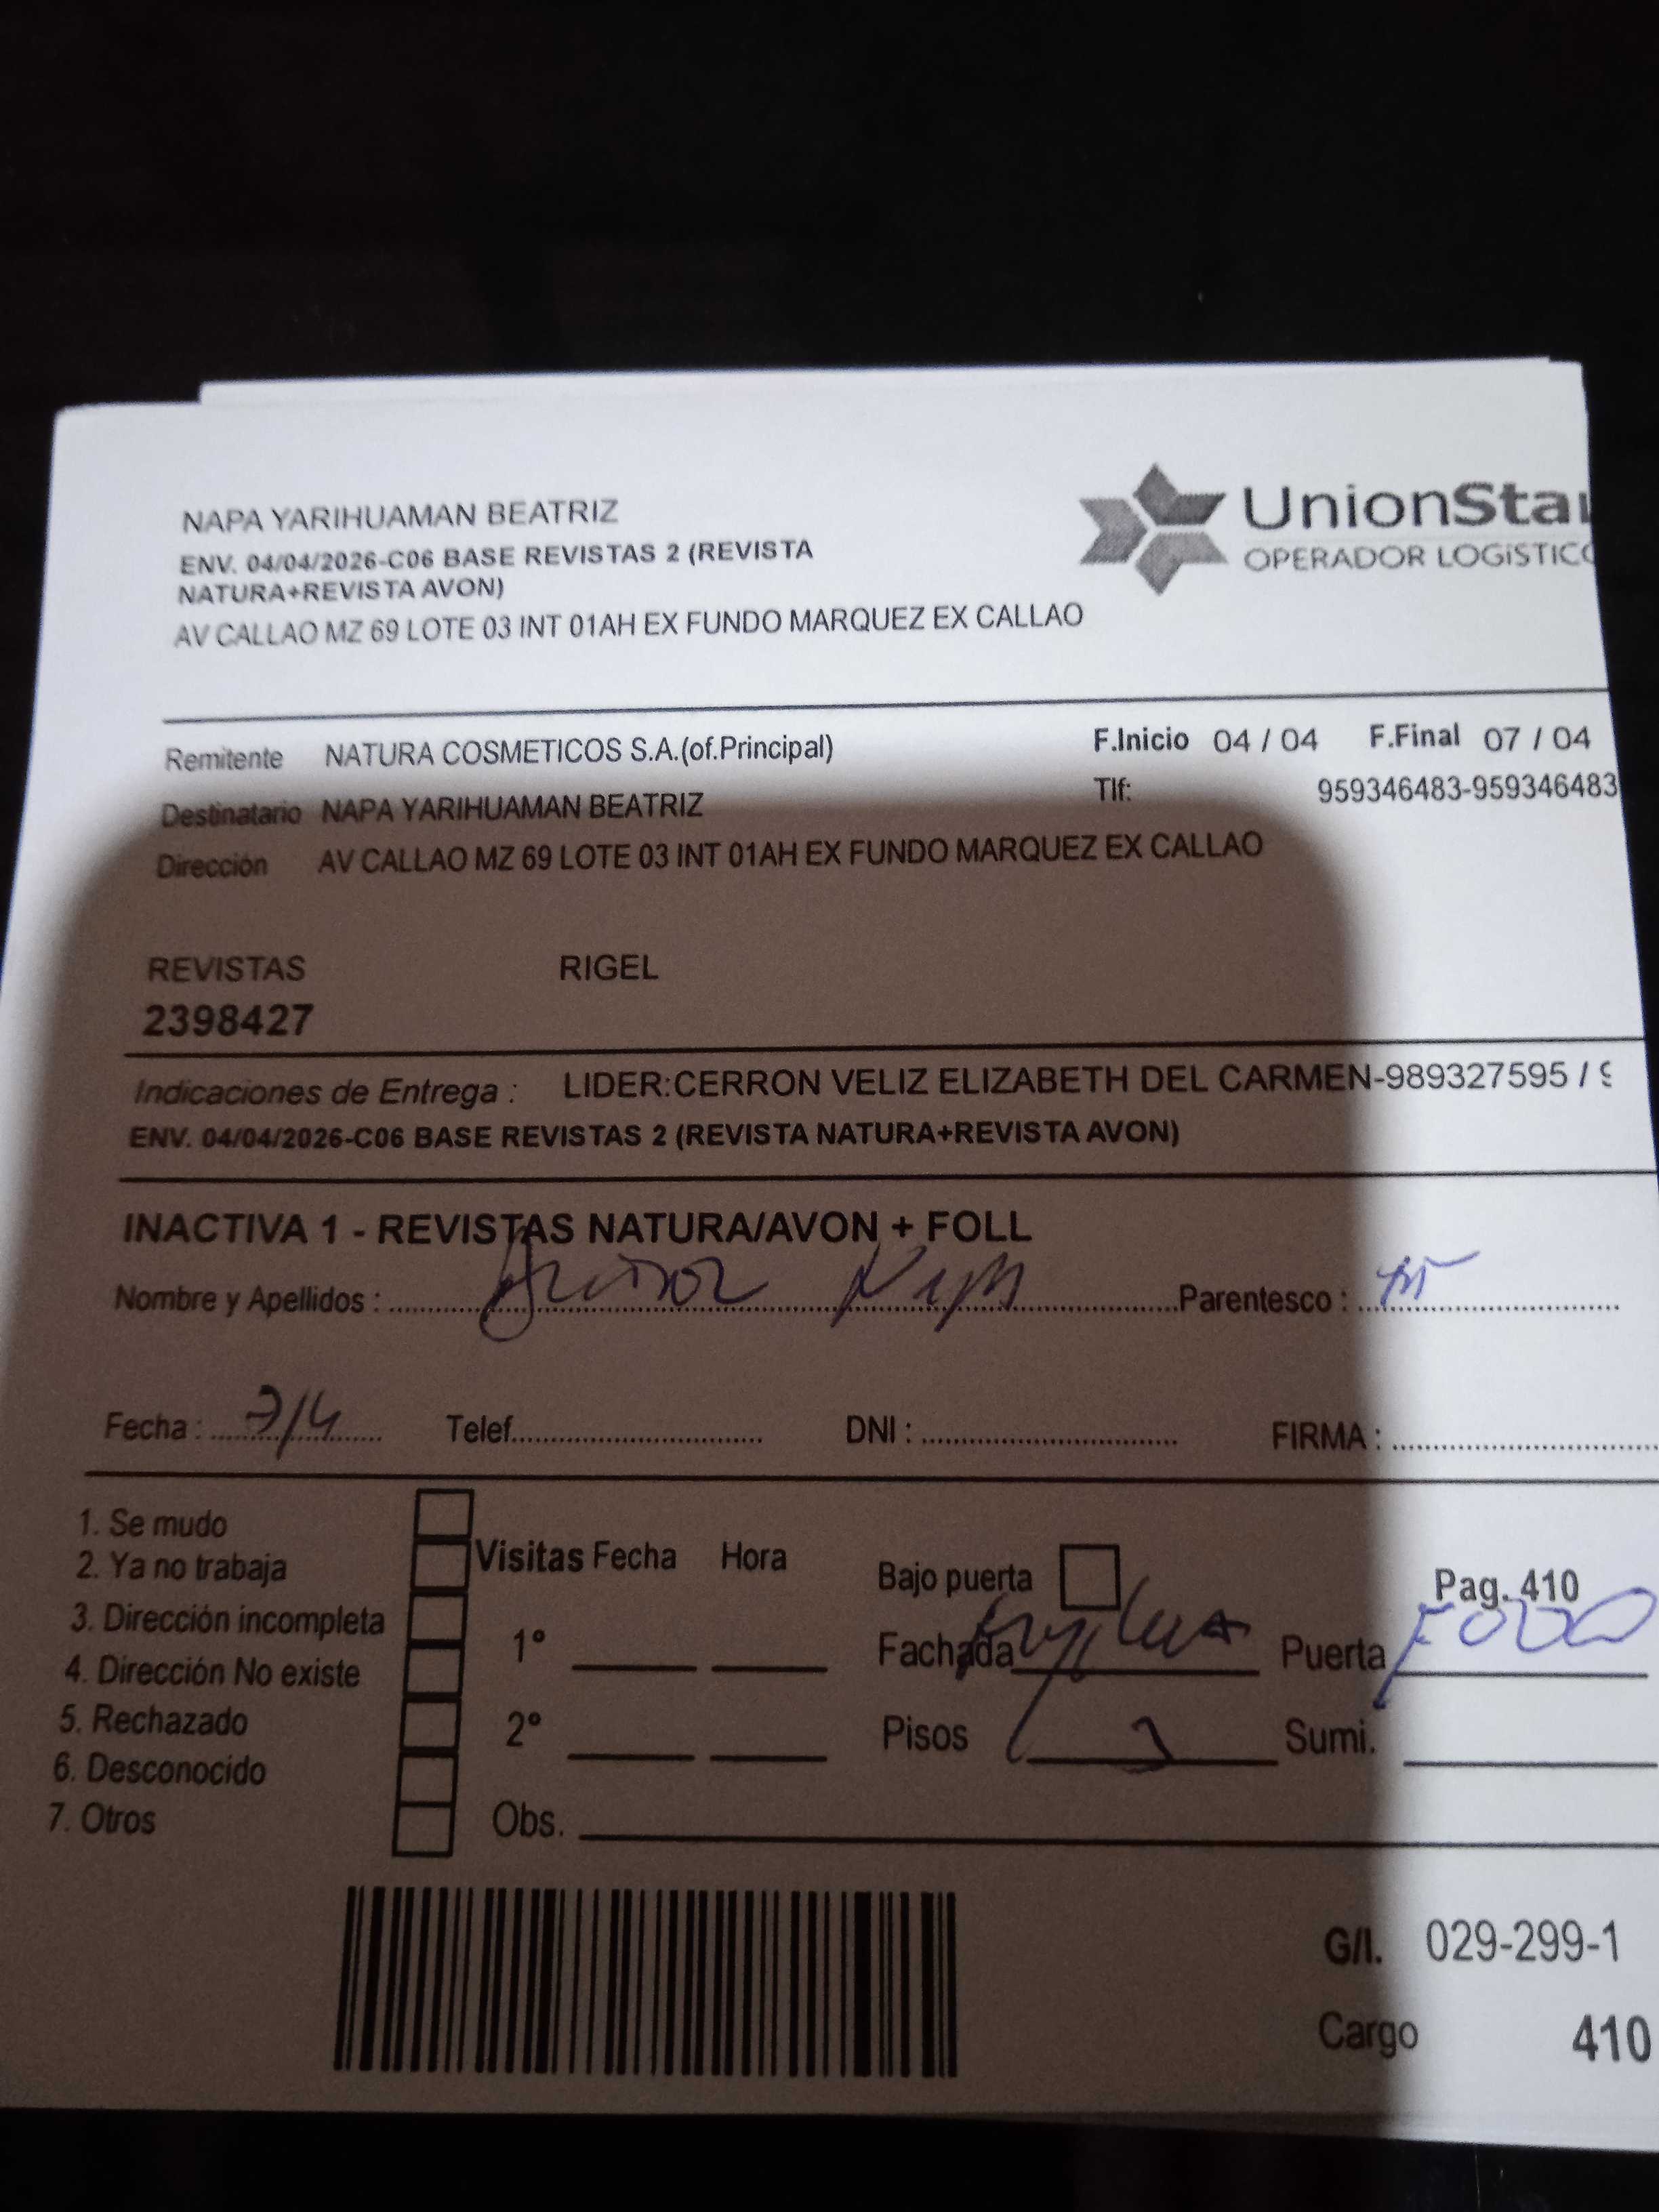 NAPA YARIHUAMAN BEATRIZ
ENV. 04/04/2026-C06 BASE REVISTAS 2 (REVISTA
NATURA+REVISTA AVON)
AV CALLAO MZ 69 LOTE 03 INT 01AH EX FUNDO MARQUEZ EX CALLAO
UnionStar
OPERADOR LOGISTICO
Remitente NATURA COSMETICOS S.A.(of.Principal) F.Inicio 04 / 04 F.Final 07 / 04
Destinatario NAPA YARIHUAMAN BEATRIZ Tlf: 959346483-959346483
Dirección AV CALLAO MZ 69 LOTE 03 INT 01AH EX FUNDO MARQUEZ EX CALLAO
REVISTAS RIGEL
2398427
Indicaciones de Entrega : LIDER:CERRON VELIZ ELIZABETH DEL CARMEN-989327595 / 9
ENV. 04/04/2026-C06 BASE REVISTAS 2 (REVISTA NATURA+REVISTA AVON)
INACTIVA 1 - REVISTAS NATURA/AVON + FOLL
Nombre y Apellidos : Napa Parentesco :
Fecha : 7/4 Telef. DNI : FIRMA :
1. Se mudo
2. Ya no trabaja
3. Dirección incompleta
4. Dirección No existe
5. Rechazado
6. Desconocido
7. Otros
Visitas Fecha Hora
1°
2°
Obs.
Bajo puerta
Fachada
Pisos
Pag. 410
Puerta
Sumi.
G/I. 029-299-1
Cargo 410